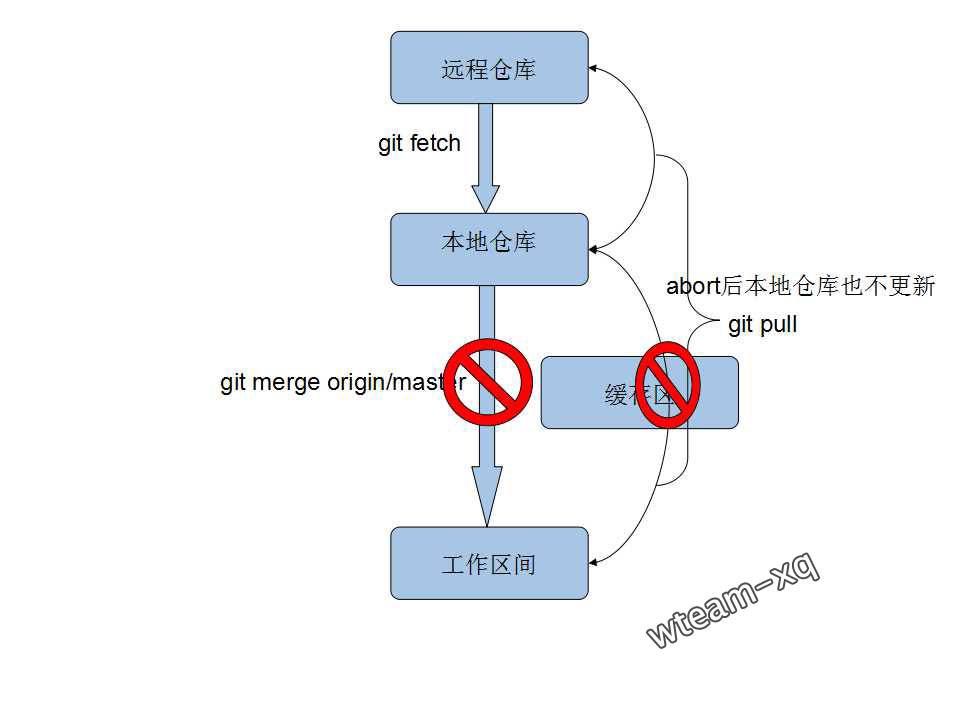 远程仓库
git fetch
本地仓库
abort后本地仓库也不更新
git pull
git merge origin/master
缓存区
工作区间
wteam-xq